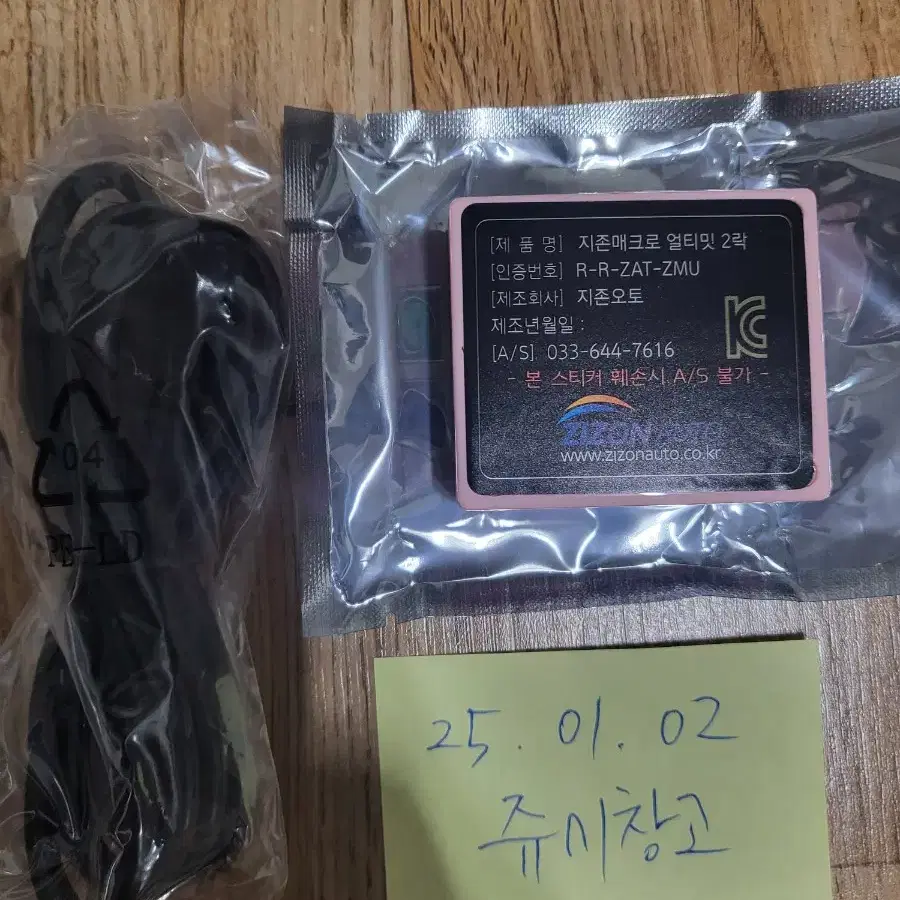 [제 품 명] 지존매크로 얼티밋 2락
[인증번호] R-R-ZAT-ZMU
[제조회사] 지존오토
제조년월일 :
[A/S] 033-644-7616
- 본 스티커 훼손시 A/S 불가 -
ZIZON AUTO
www.zizonauto.co.kr
04
PE-LD
25. 01. 02
쥬시창고